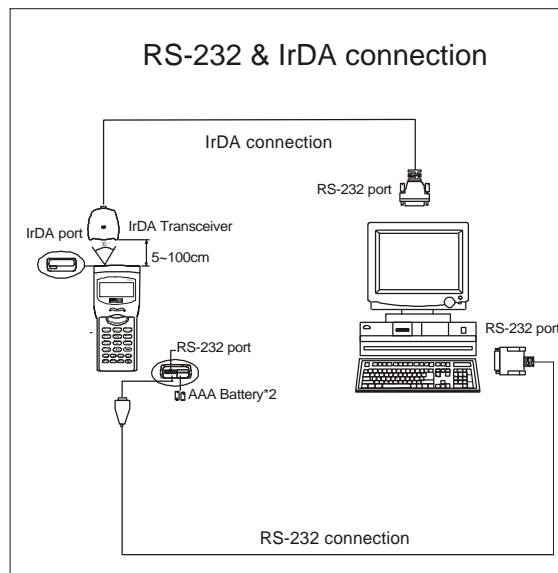 RS-232 & IrDA connection
IrDA connection
RS-232 port
IrDA port
IrDA Transceiver
5~100cm
RS-232 port
RS-232 port
AAA Battery*2
RS-232 connection